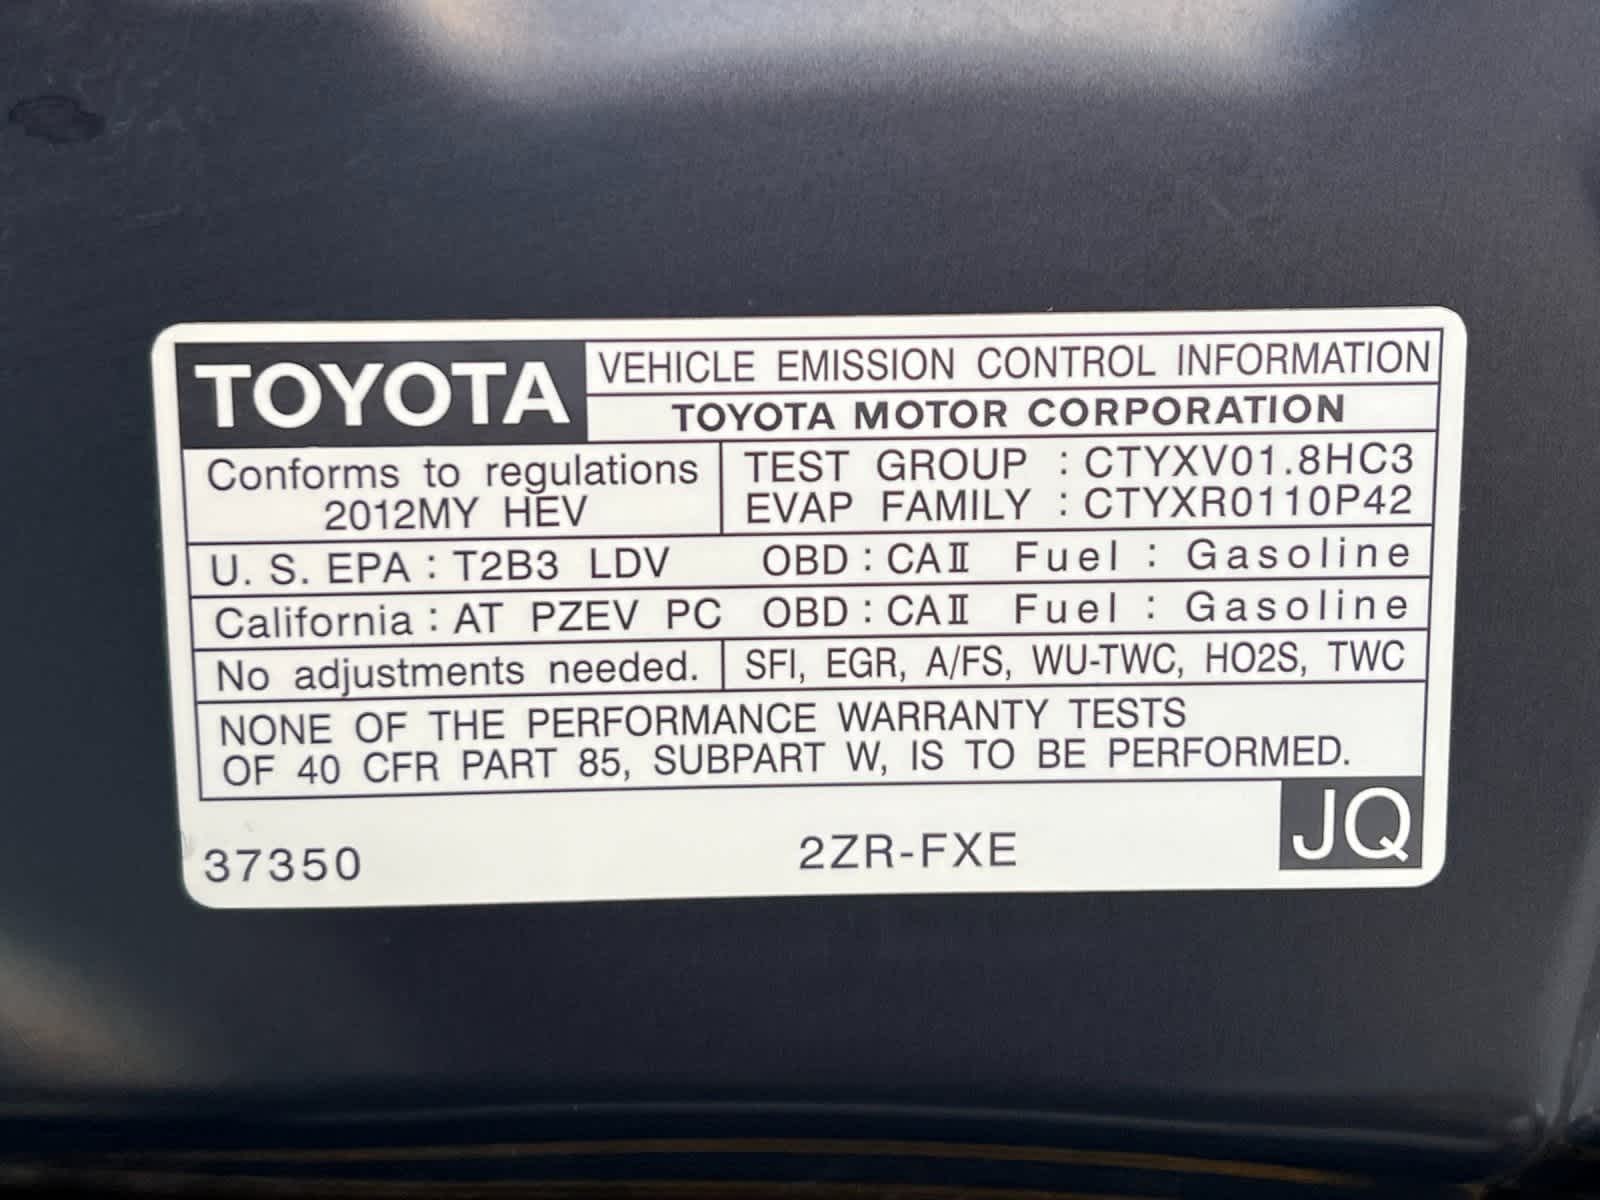 TOYOTA
VEHICLE EMISSION CONTROL INFORMATION
TOYOTA MOTOR CORPORATION
Conforms to regulations
2012MY HEV
TEST GROUP : CTYXV01.8HC3
EVAP FAMILY : CTYXR0110P42
U. S. EPA : T2B3 LDV OBD : CAⅡ Fuel : Gasoline
California : AT PZEV PC OBD : CAⅡ Fuel : Gasoline
No adjustments needed.
SFI, EGR, A/FS, WU-TWC, HO2S, TWC
NONE OF THE PERFORMANCE WARRANTY TESTS
OF 40 CFR PART 85, SUBPART W, IS TO BE PERFORMED.
37350
2ZR-FXE
JQ